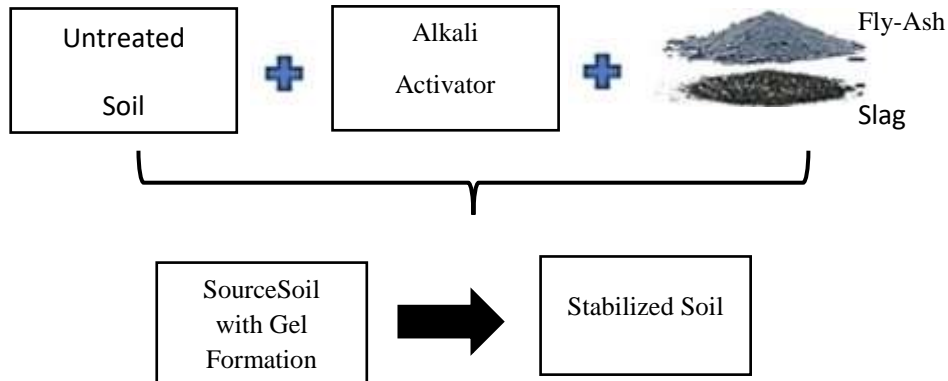 Untreated
Soil
Alkali
Activator
Fly-Ash
Slag
SourceSoil
with Gel
Formation
Stabilized Soil